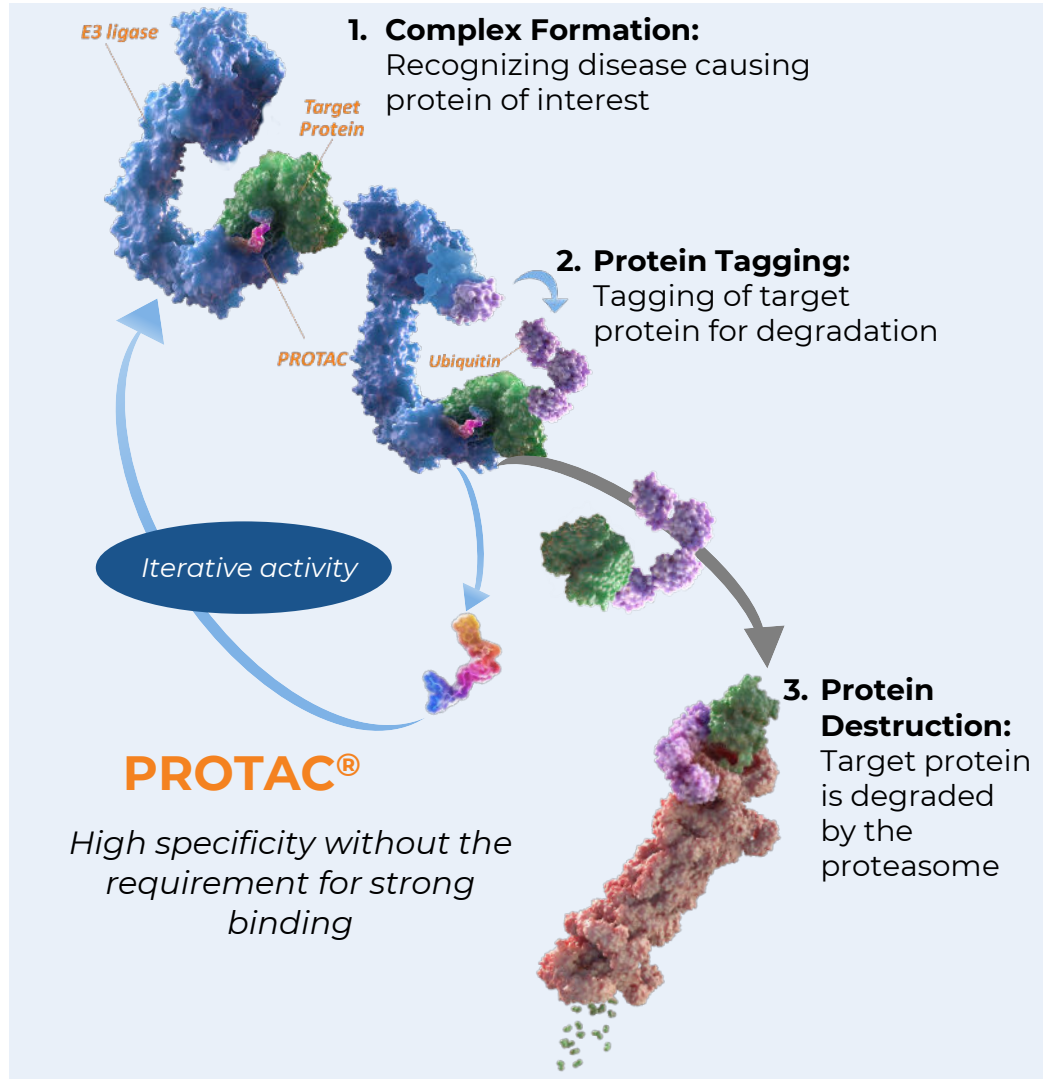 E3 ligase
1. Complex Formation:
Recognizing disease causing
protein of interest
Target
Protein
2. Protein Tagging:
Tagging of target
protein for degradation
PROTAC
Ubiquitin
Iterative activity
3. Protein
Destruction:
Target protein
is degraded
by the
proteasome
PROTAC®
High specificity without the
requirement for strong
binding